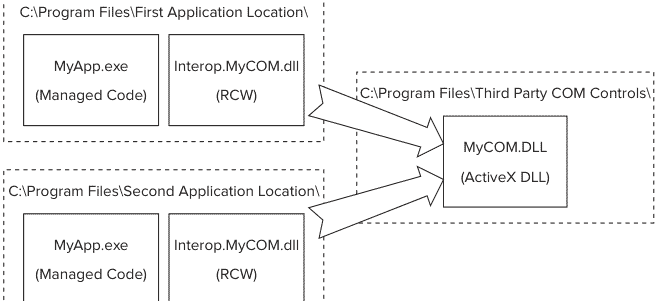 C:\Program Files\First Application Location\
MyApp.exe
(Managed Code)
Interop.MyCOM.dll
(RCW)
C:\Program Files\Third Party COM Controls\
MyCOM.DLL
(ActiveX DLL)
C:\Program Files\Second Application Location\
MyApp.exe
(Managed Code)
Interop.MyCOM.dll
(RCW)